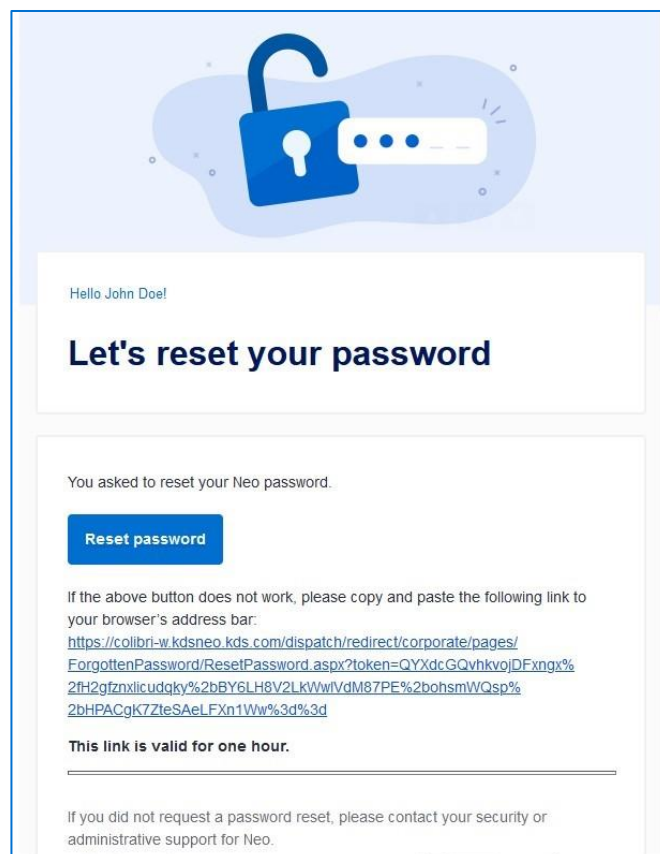 Hello John Doe!
Let's reset your password
You asked to reset your Neo password.
Reset password
If the above button does not work, please copy and paste the following link to
your browser’s address bar:
https://colibri-w.kdsneo.kds.com/dispatch/redirect/corporate/pages/
ForgottenPassword/ResetPassword.aspx?token=QYXdcGQvhkvojDFxngx%
2fH2gfznxlicudqky%2bBY6LH8V2LkWwlVdM87PE%2bohsmWQsp%
2bHPACgK7ZteSAeLFXn1Ww%3d%3d
This link is valid for one hour.
If you did not request a password reset, please contact your security or
administrative support for Neo.